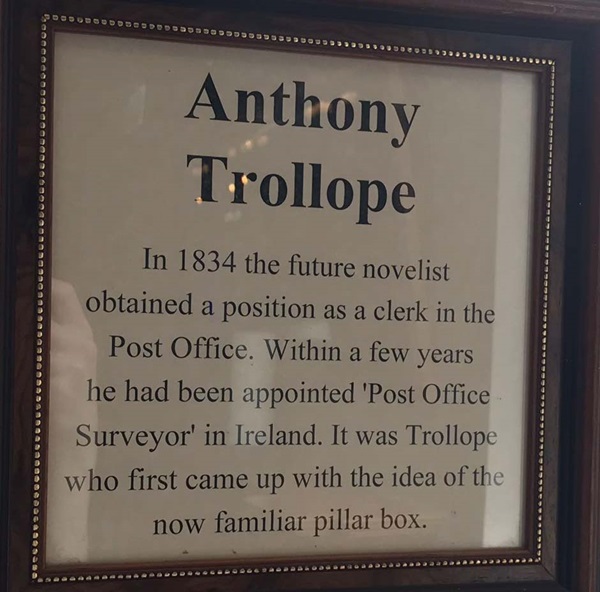 Anthony
Trollope
In 1834 the future novelist
obtained a position as a clerk in the
Post Office. Within a few years
he had been appointed 'Post Office
Surveyor' in Ireland. It was Trollope
who first came up with the idea of the
now familiar pillar box.